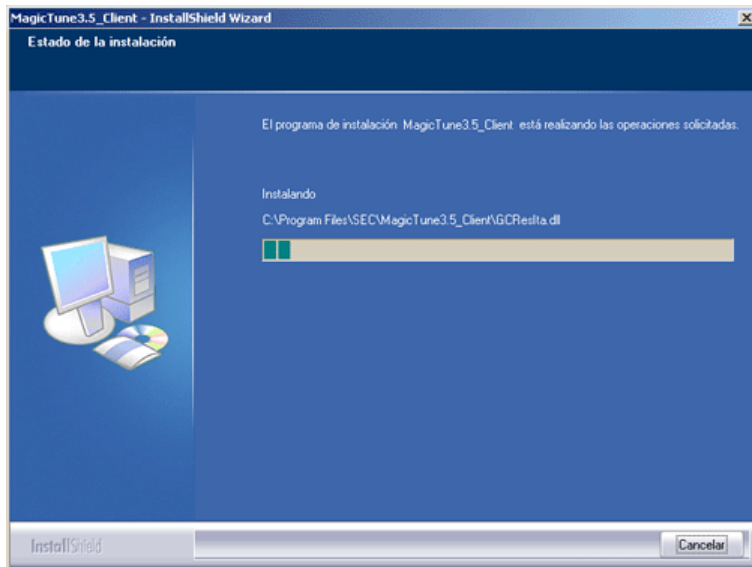 MagicTune3.5_Client - InstallShield Wizard
Estado de la instalación
El programa de instalación MagicTune3.5_Client está realizando las operaciones solicitadas.
Instalando
C:\Program Files\SEC\MagicTune3.5_Client\GCResIta.dll
InstallShield
Cancelar